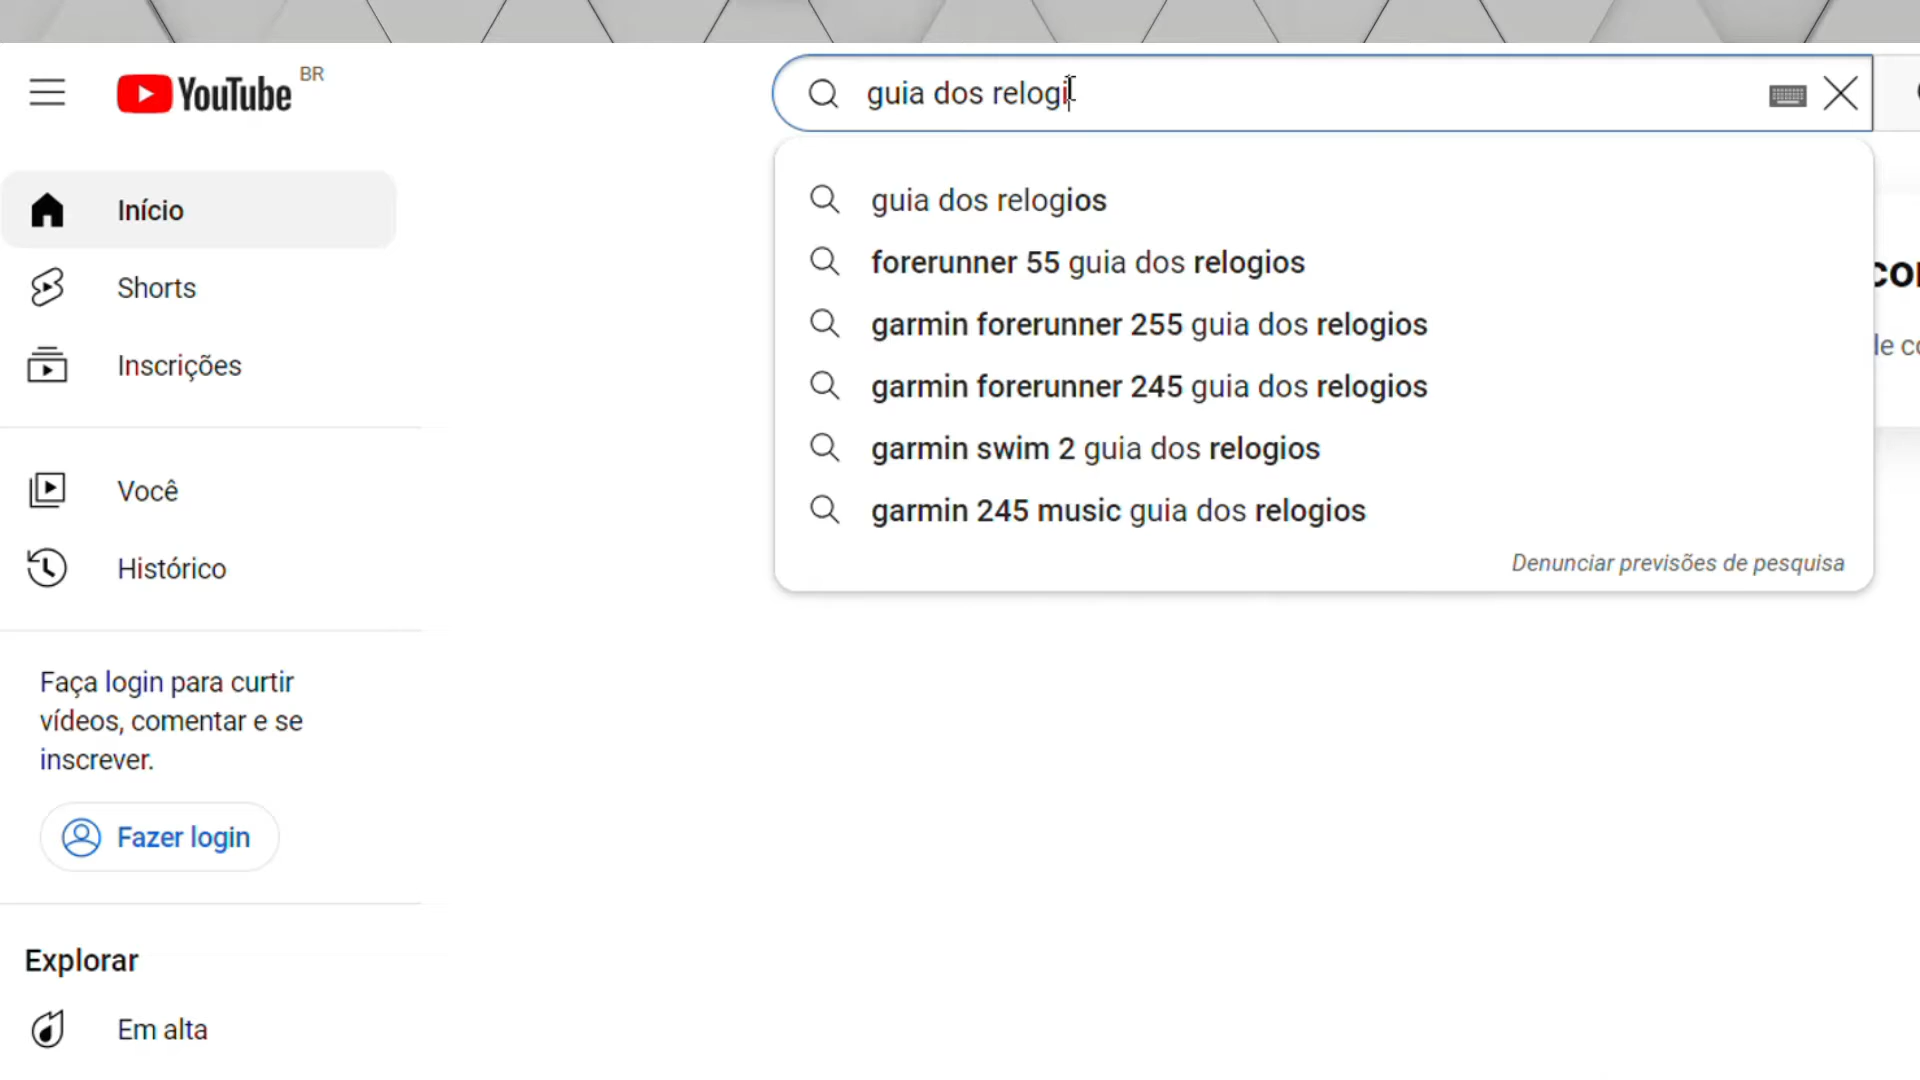 YouTube BR
guia dos relogi
guia dos relogios
forerunner 55 guia dos relogios
garmin forerunner 255 guia dos relogios
garmin forerunner 245 guia dos relogios
garmin swim 2 guia dos relogios
garmin 245 music guia dos relogios
Denunciar previsões de pesquisa
Início
Shorts
Inscrições
Você
Histórico
Faça login para curtir
vídeos, comentar e se
inscrever.
Fazer login
Explorar
Em alta